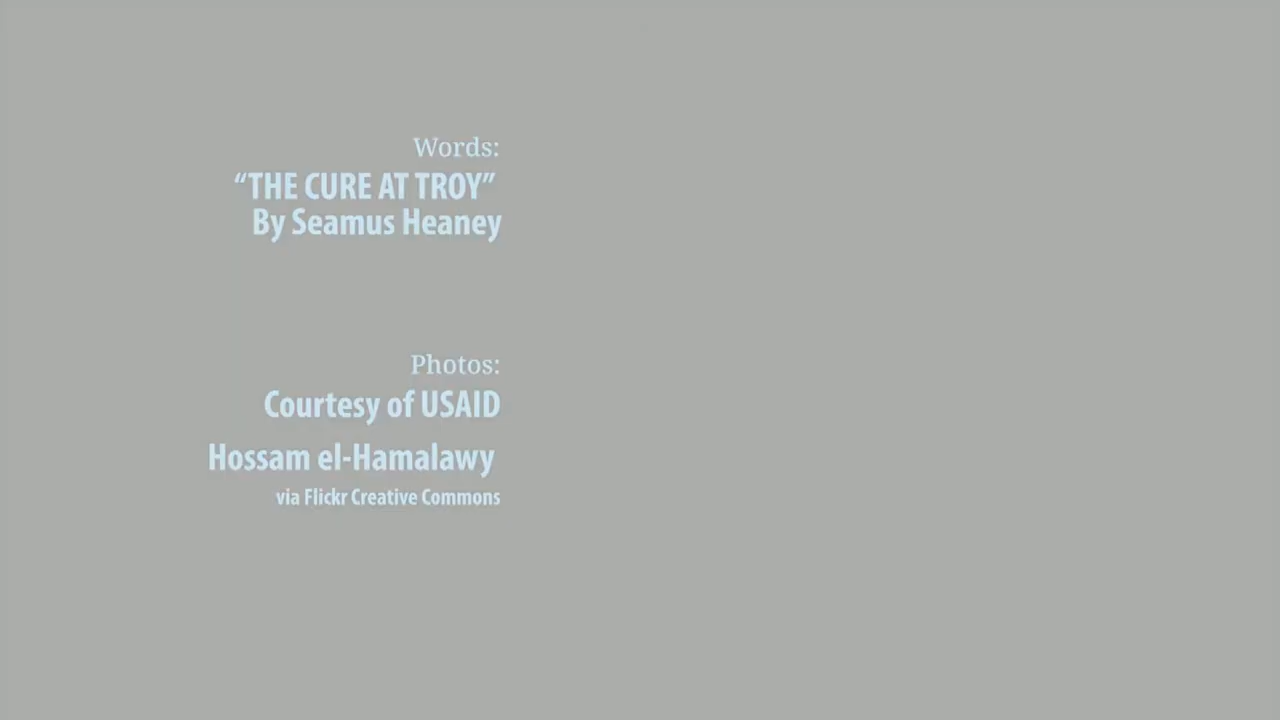 Words:
“THE CURE AT TROY”
By Seamus Heaney
Photos:
Courtesy of USAID
Hossam el-Hamalawy
via Flickr Creative Commons